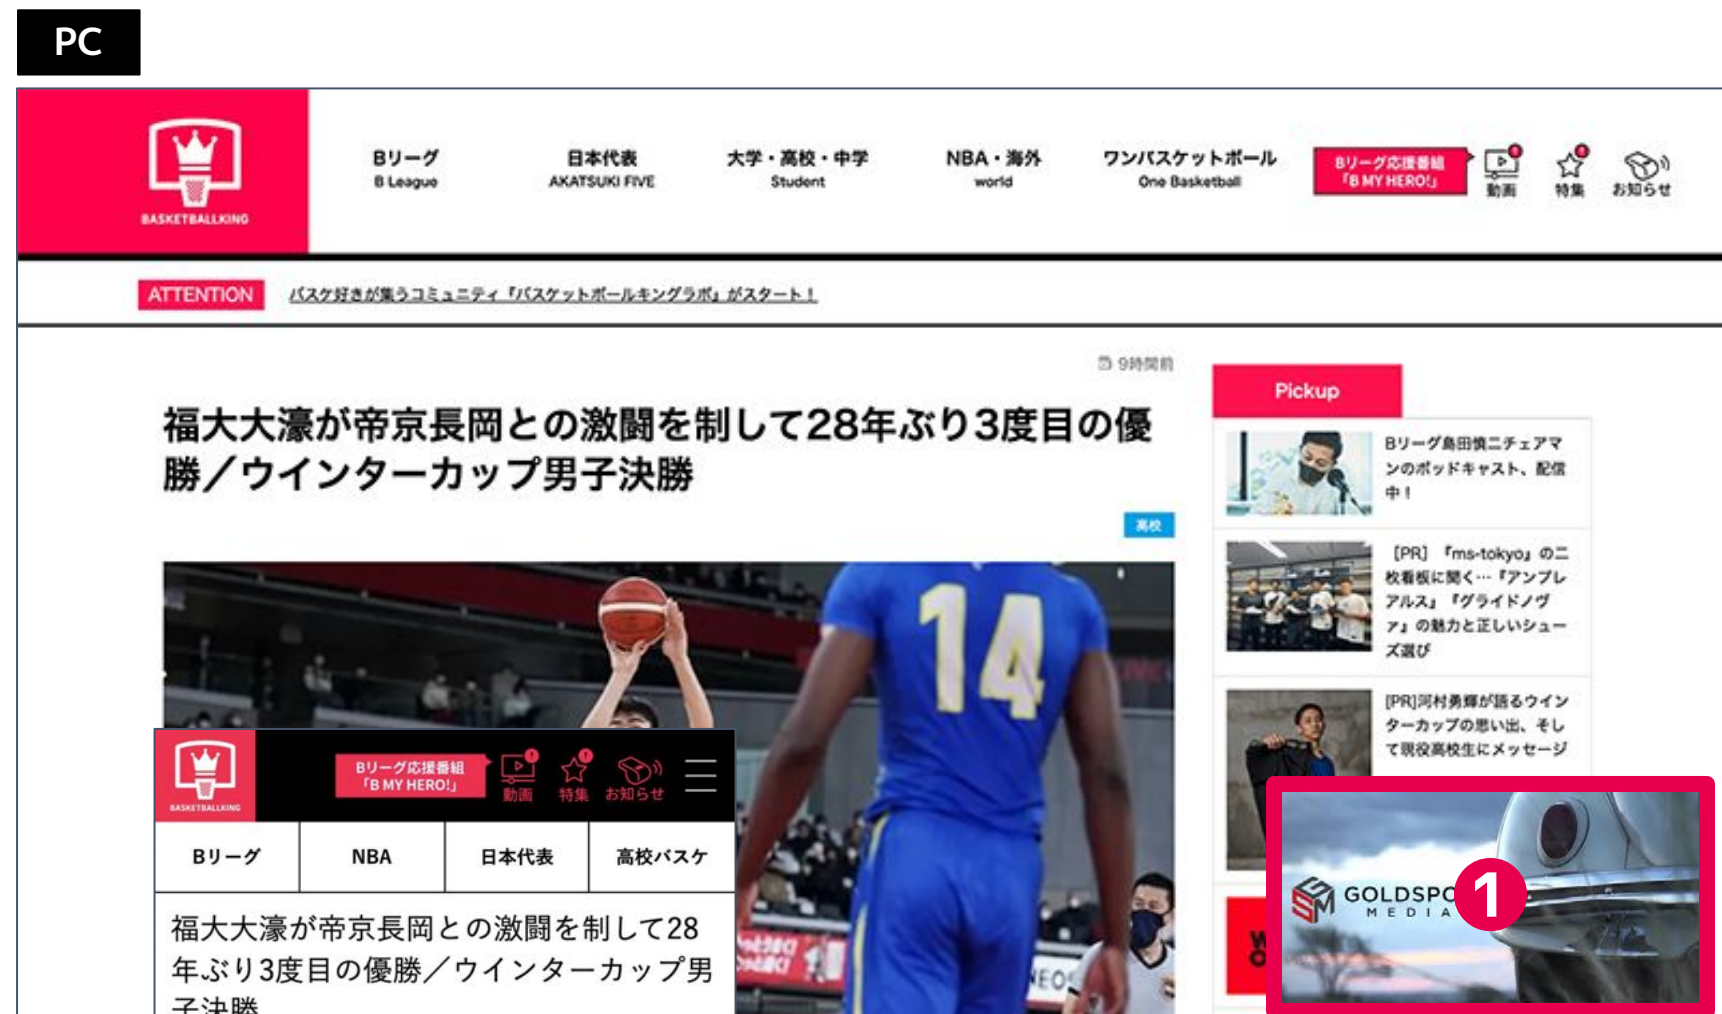 PC
BASKETBALLKING
Bリーグ
B League
日本代表
AKATSUKI FIVE
大学・高校・中学
Student
NBA・海外
world
ワンバスケットボール
One Basketball
Bリーグ応援番組
「B MY HERO!」
動画
特集
お知らせ
ATTENTION
バスケ好きが集うコミュニティ『バスケットボールキングラボ』がスタート！
9時間前
福大大濠が帝京長岡との激闘を制して28年ぶり3度目の優
勝／ウインターカップ男子決勝
高校
Pickup
Bリーグ島田慎二チェアマ
ンのポッドキャスト、配信
中！
［PR］『ms-tokyo』の二
枚看板に聞く…『アンプレ
アルス』『グライドノヴ
ァ』の魅力と正しいシュー
ズ選び
[PR]河村勇輝が語るウイン
ターカップの思い出、そし
て現役高校生にメッセージ
14
BASKETBALLKING
Bリーグ応援番組
「B MY HERO!」
動画
特集
お知らせ
Bリーグ
NBA
日本代表
高校バスケ
福大大濠が帝京長岡との激闘を制して28
年ぶり3度目の優勝／ウインターカップ男
子決勝
GSM
GOLDSPO
MEDIA
1